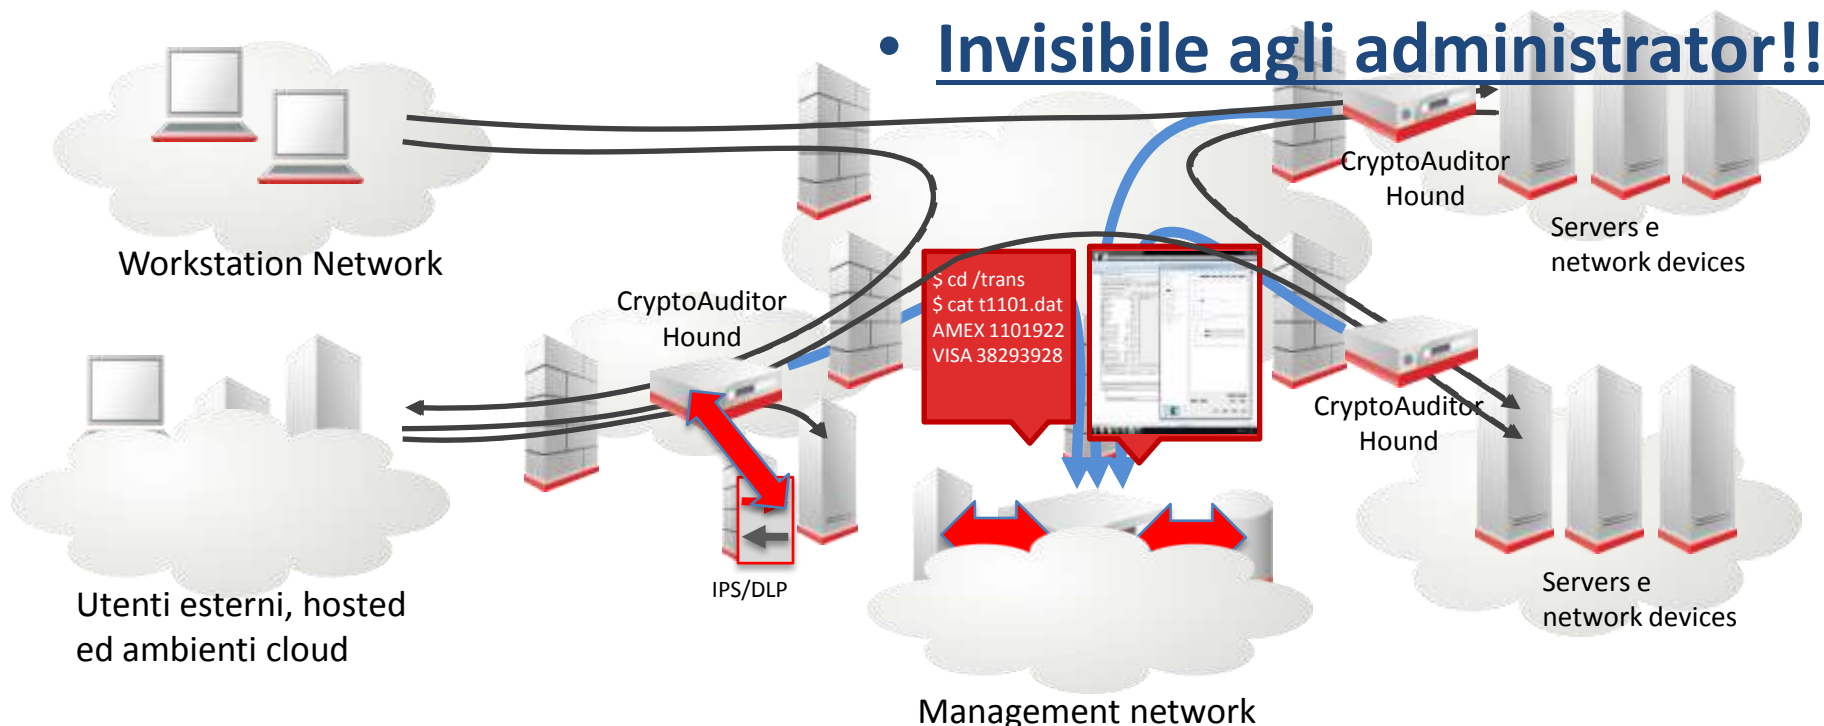 • Invisibile agli administrator!!
CryptoAuditor
Hound
Servers e
network devices
Workstation Network
CryptoAuditor
Hound
$ cd /trans
$ cat t1101.dat
AMEX 1101922
VISA 38293928
CryptoAuditor
Hound
IPS/DLP
Utenti esterni, hosted
ed ambienti cloud
Servers e
network devices
Management network